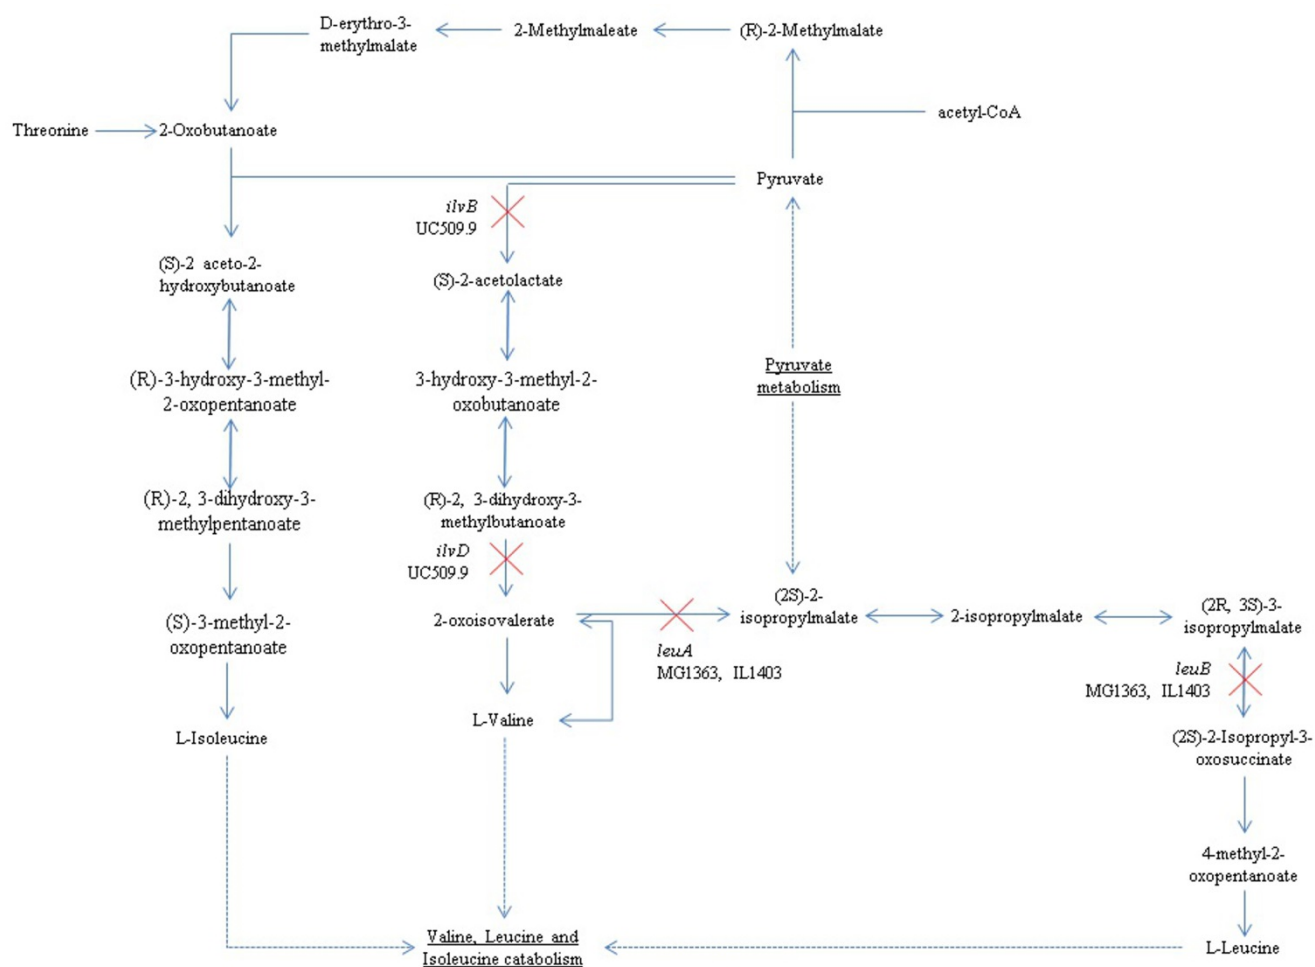 D-erythro-3-
methylmalate
2-Methylmaleate
(R)-2-Methylmalate
acetyl-CoA
Threonine
2-Oxobutanoate
Pyruvate
ilvB
UC509.9
(S)-2 aceto-2-
hydroxybutanoate
(S)-2-acetolactate
(R)-3-hydroxy-3-methyl-
2-oxopentanoate
3-hydroxy-3-methyl-2-
oxobutanoate
Pyruvate
metabolism
(R)-2, 3-dihydroxy-3-
methylpentanoate
(R)-2, 3-dihydroxy-3-
methylbutanoate
ilvD
UC509.9
(S)-3-methyl-2-
oxopentanoate
2-oxoisovalerate
leuA
MG1363, IL1403
(2S)-2-
isopropylmalate
2-isopropylmalate
(2R, 3S)-3-
isopropylmalate
leuB
MG1363, IL1403
L-Isoleucine
L-Valine
(2S)-2-Isopropyl-3-
oxosuccinate
4-methyl-2-
oxopentanoate
Valine, Leucine and
Isoleucine catabolism
L-Leucine